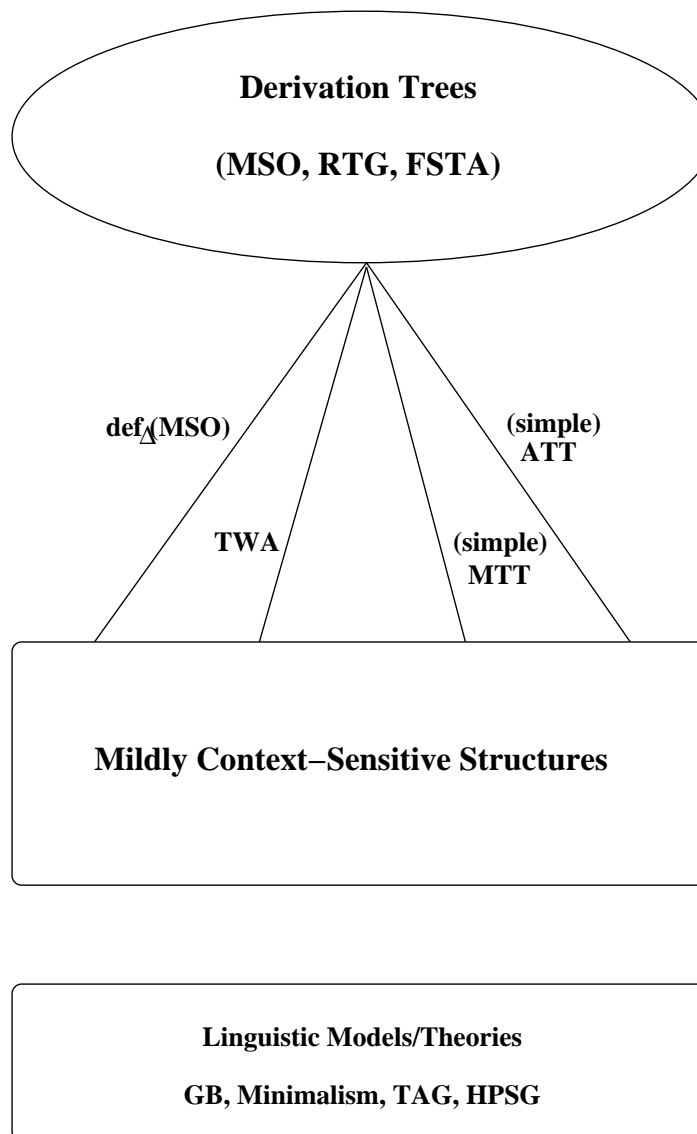 Derivation Trees
(MSO, RTG, FSTA)
def_Δ(MSO)
(simple)
ATT
TWA
(simple)
MTT
Mildly Context−Sensitive Structures
Linguistic Models/Theories
GB, Minimalism, TAG, HPSG